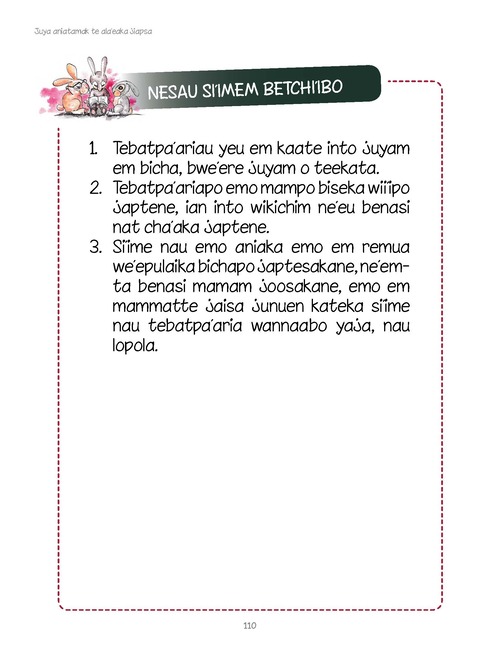 Juya aniatamak te ala'eaka Jiapsa
NESAU SI'IMEM BETCHI'IBO
1. Tebatpa'ariau yeu em kaate into juyam
em bicha, bwe'ere juyam o teekata.
2. Tebatpa'ariapo emo mampo biseka wiiipo
japtene, ian into wikichim ne'eu benasi
nat cha'aka japtene.
3. Si'ime nau emo aniaka emo em remua
we'epulaika bichapo japtesakane, ne'em-
ta benasi mamam joosakane, emo em
mammatte jaisa junuen kateka si'ime
nau tebatpa'aria wannaabo yaja, nau
lopola.
110